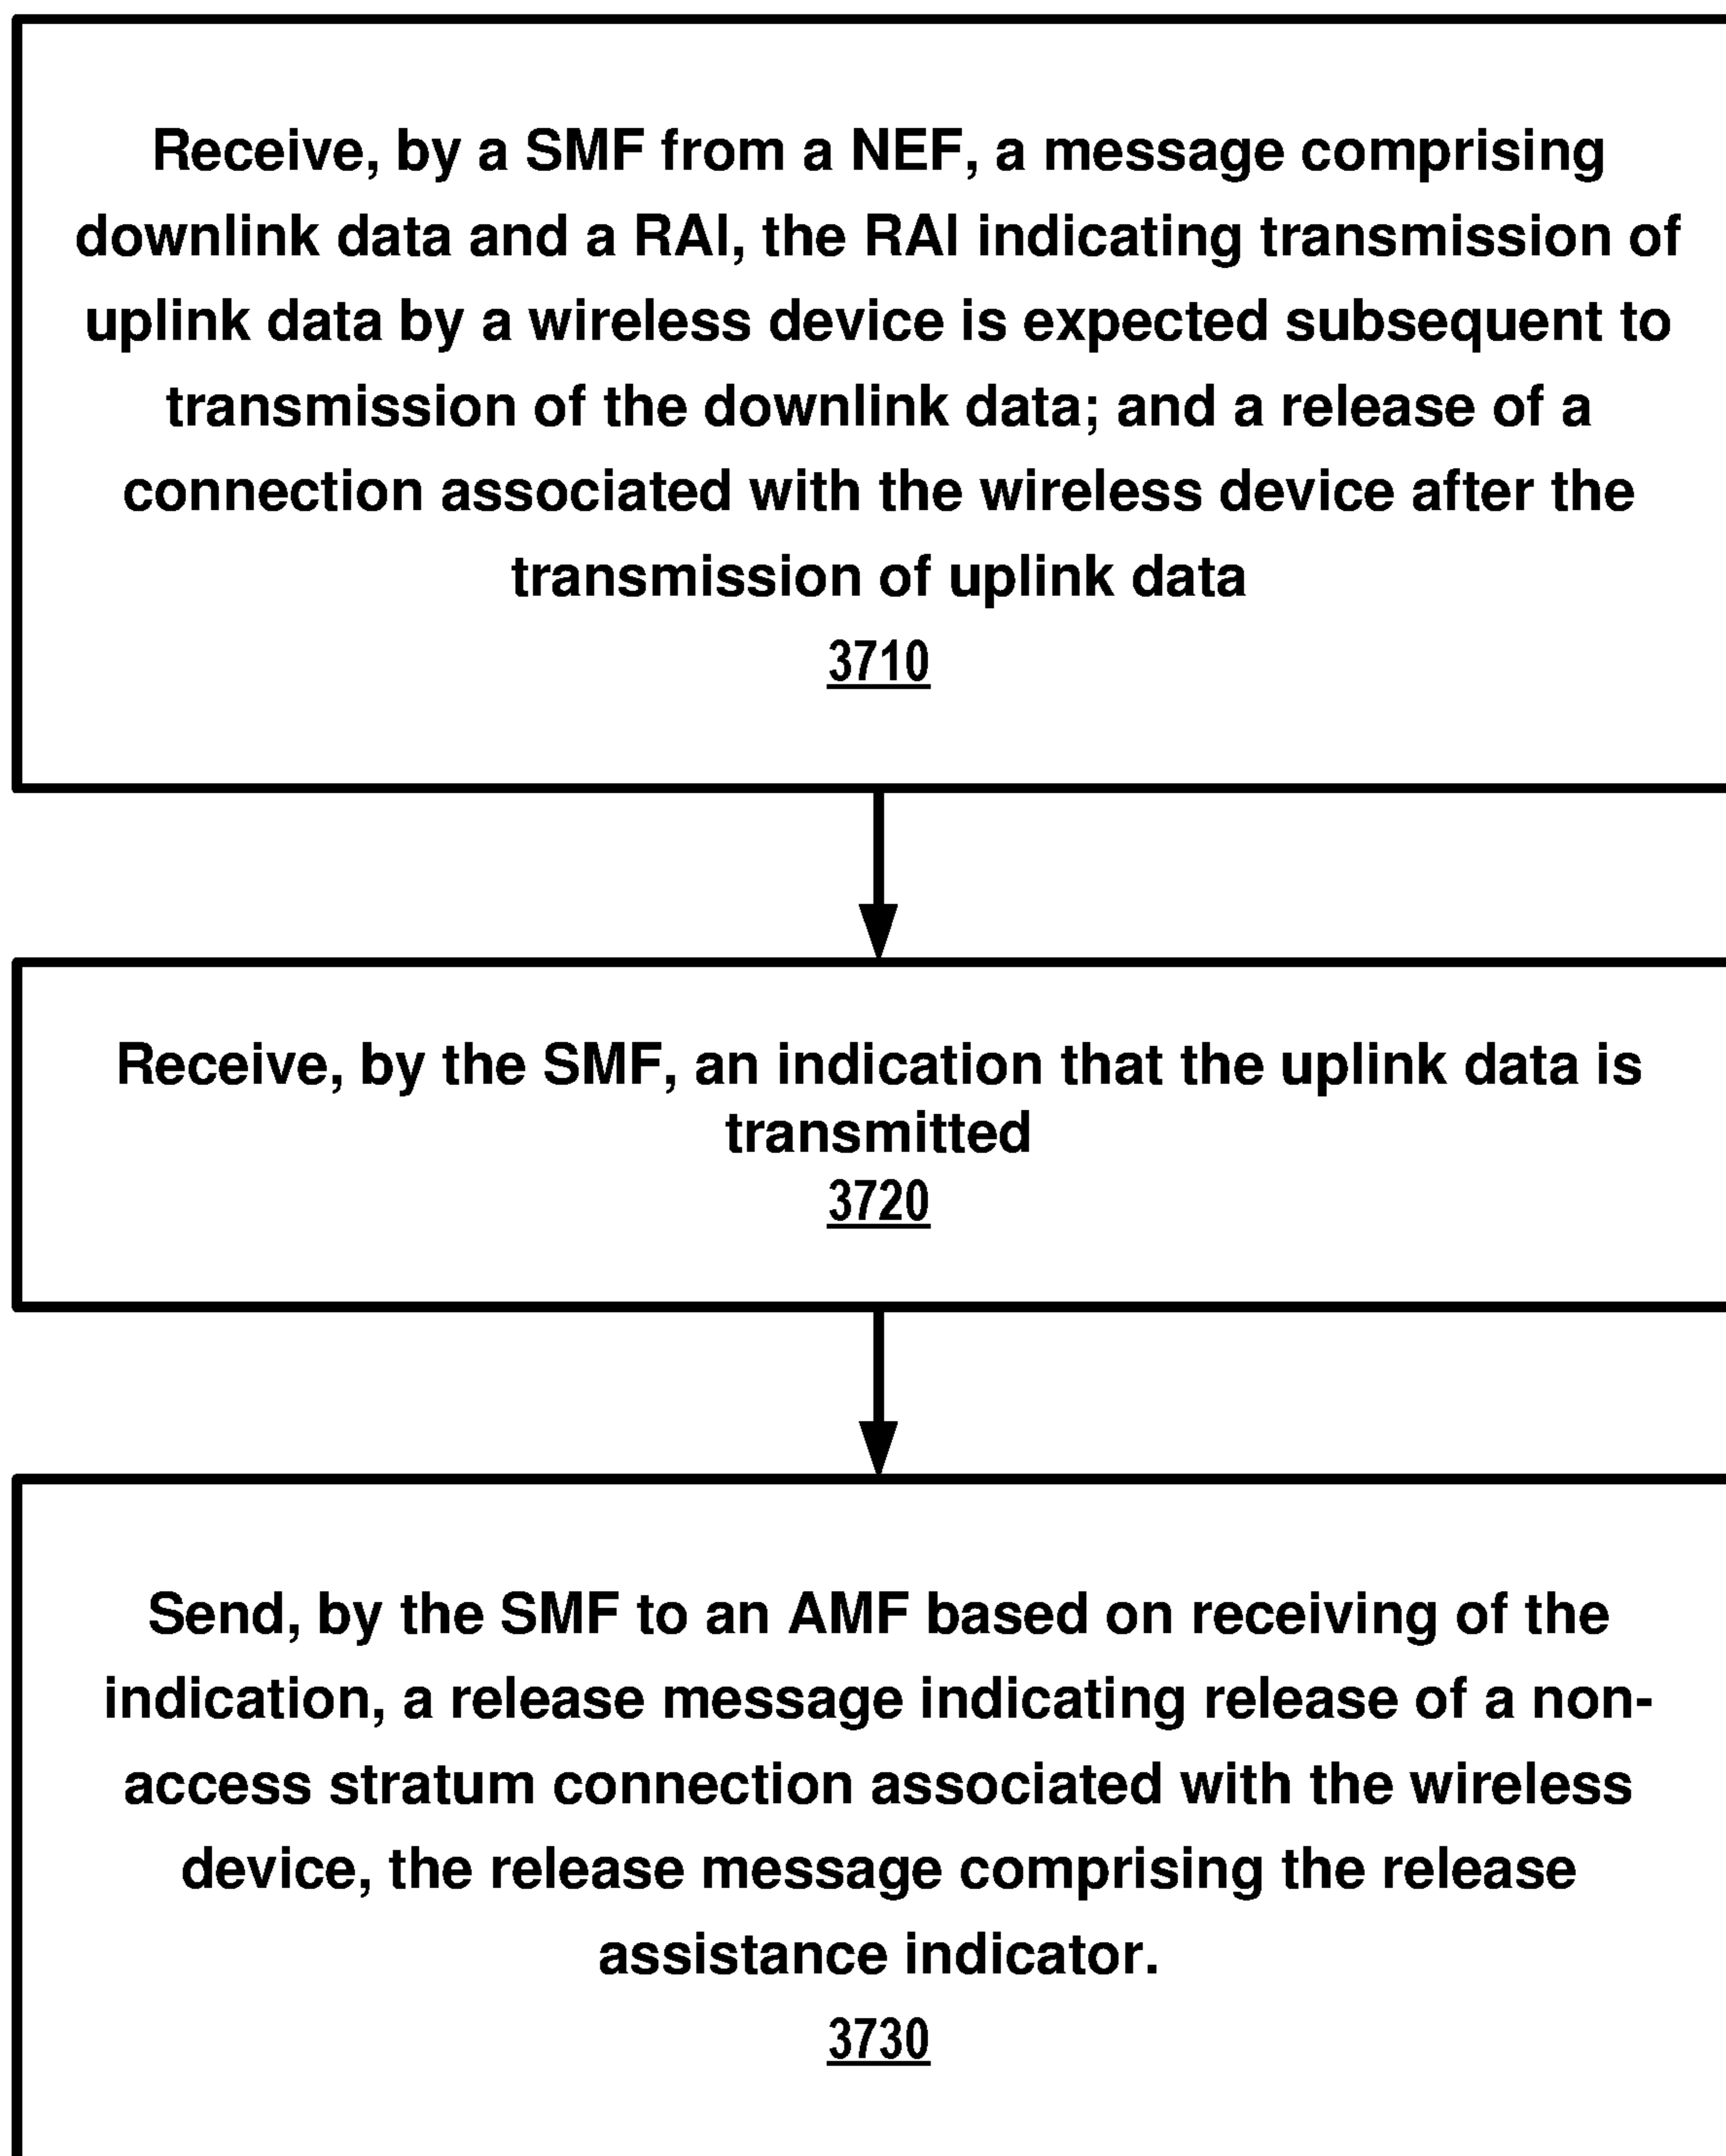 Receive, by a SMF from a NEF, a message comprising
downlink data and a RAI, the RAI indicating transmission of
uplink data by a wireless device is expected subsequent to
transmission of the downlink data; and a release of a
connection associated with the wireless device after the
transmission of uplink data
3710
Receive, by the SMF, an indication that the uplink data is
transmitted
3720
Send, by the SMF to an AMF based on receiving of the
indication, a release message indicating release of a non-
access stratum connection associated with the wireless
device, the release message comprising the release
assistance indicator.
3730